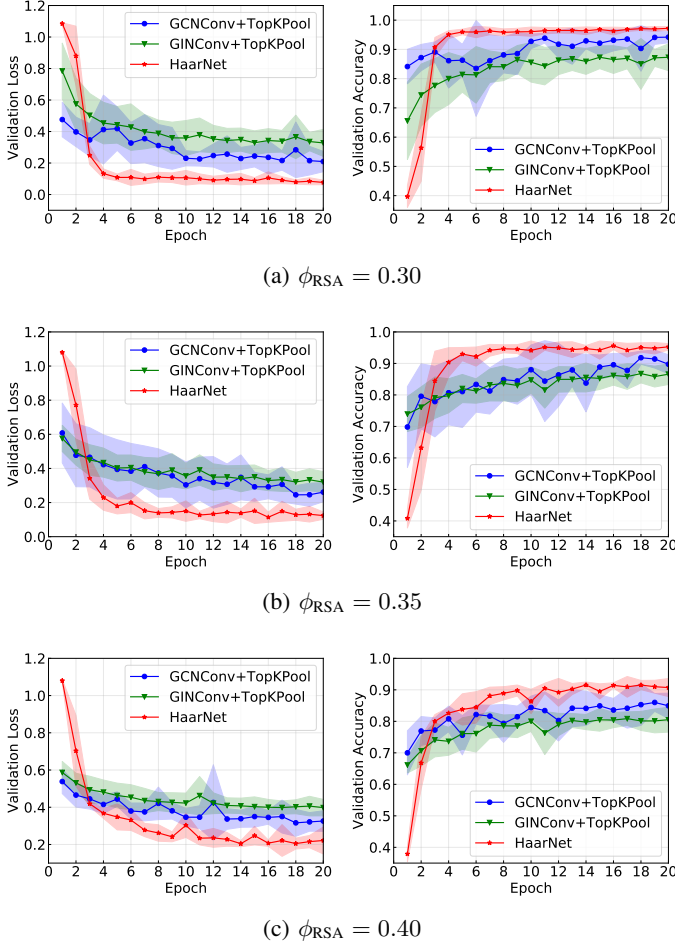 1.2
1.0
0.8
0.6
0.4
0.2
0.0
Validation Loss
GCNConv+TopKPool
GINConv+TopKPool
HaarNet
0 2 4 6 8 10 12 14 16 18 20
Epoch
1.0
0.9
0.8
0.7
0.6
0.5
0.4
Validation Accuracy
GCNConv+TopKPool
GINConv+TopKPool
HaarNet
0 2 4 6 8 10 12 14 16 18 20
Epoch
(a) ϕRSA = 0.30
1.2
1.0
0.8
0.6
0.4
0.2
0.0
Validation Loss
GCNConv+TopKPool
GINConv+TopKPool
HaarNet
0 2 4 6 8 10 12 14 16 18 20
Epoch
1.0
0.9
0.8
0.7
0.6
0.5
0.4
Validation Accuracy
GCNConv+TopKPool
GINConv+TopKPool
HaarNet
0 2 4 6 8 10 12 14 16 18 20
Epoch
(b) ϕRSA = 0.35
1.2
1.0
0.8
0.6
0.4
0.2
Validation Loss
GCNConv+TopKPool
GINConv+TopKPool
HaarNet
0 2 4 6 8 10 12 14 16 18 20
Epoch
1.0
0.9
0.8
0.7
0.6
0.5
0.4
Validation Accuracy
GCNConv+TopKPool
GINConv+TopKPool
HaarNet
0 2 4 6 8 10 12 14 16 18 20
Epoch
(c) ϕRSA = 0.40